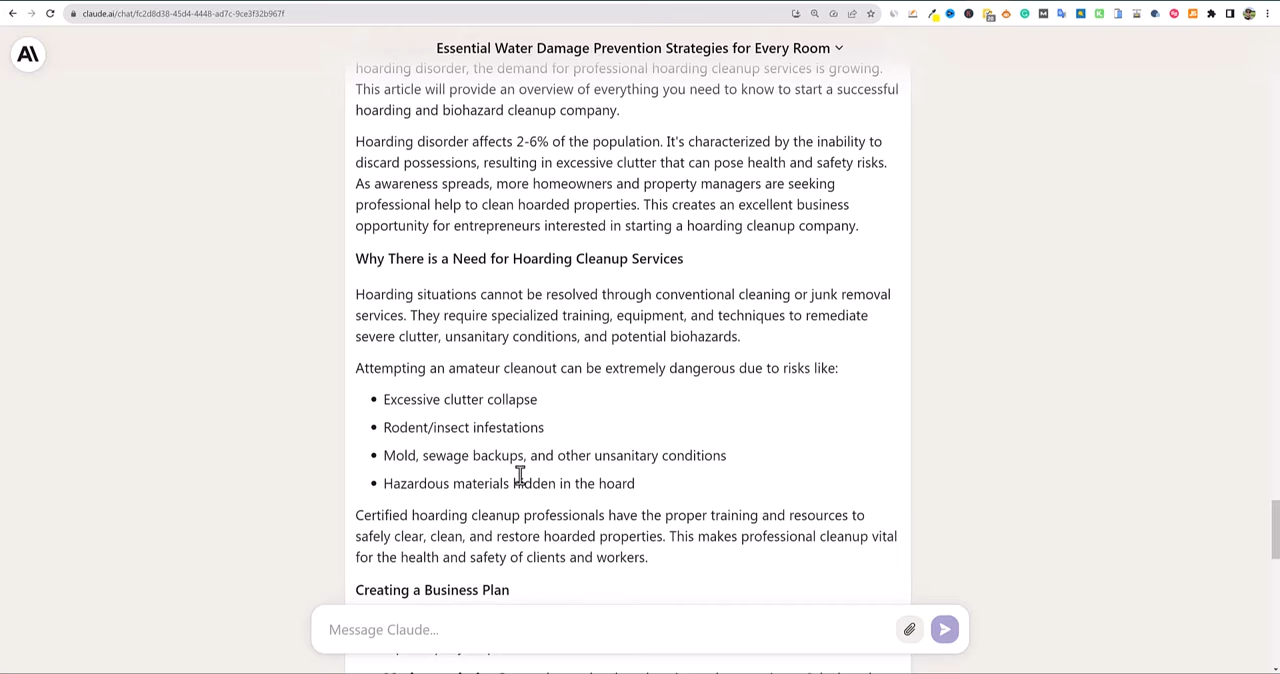 claude.ai/chat/fc2d8d38-45d4-4448-ad7c-9ce3f32b967f
Essential Water Damage Prevention Strategies for Every Room
hoarding disorder, the demand for professional hoarding cleanup services is growing.
This article will provide an overview of everything you need to know to start a successful
hoarding and biohazard cleanup company.
Hoarding disorder affects 2-6% of the population. It's characterized by the inability to
discard possessions, resulting in excessive clutter that can pose health and safety risks.
As awareness spreads, more homeowners and property managers are seeking
professional help to clean hoarded properties. This creates an excellent business
opportunity for entrepreneurs interested in starting a hoarding cleanup company.
Why There is a Need for Hoarding Cleanup Services
Hoarding situations cannot be resolved through conventional cleaning or junk removal
services. They require specialized training, equipment, and techniques to remediate
severe clutter, unsanitary conditions, and potential biohazards.
Attempting an amateur cleanout can be extremely dangerous due to risks like:
• Excessive clutter collapse
• Rodent/insect infestations
• Mold, sewage backups, and other unsanitary conditions
• Hazardous materials hidden in the hoard
Certified hoarding cleanup professionals have the proper training and resources to
safely clear, clean, and restore hoarded properties. This makes professional cleanup vital
for the health and safety of clients and workers.
Creating a Business Plan
Message Claude...